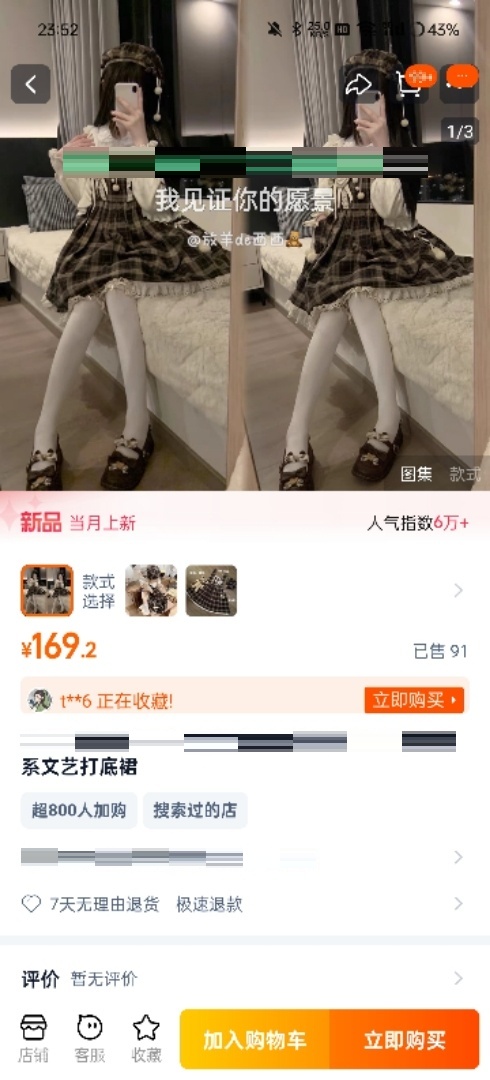 23:52
25.0
HD
43%
99+
1/3
我见证你的愿景
@放羊de西西
图集 款式
新品 当月上新
人气指数6万+
款式
选择
¥169.2
已售 91
t**6 正在收藏!
立即购买
系文艺打底裙
超800人加购 搜索过的店
7天无理由退货 极速退款
评价 暂无评价
店铺 客服 收藏 加入购物车 立即购买